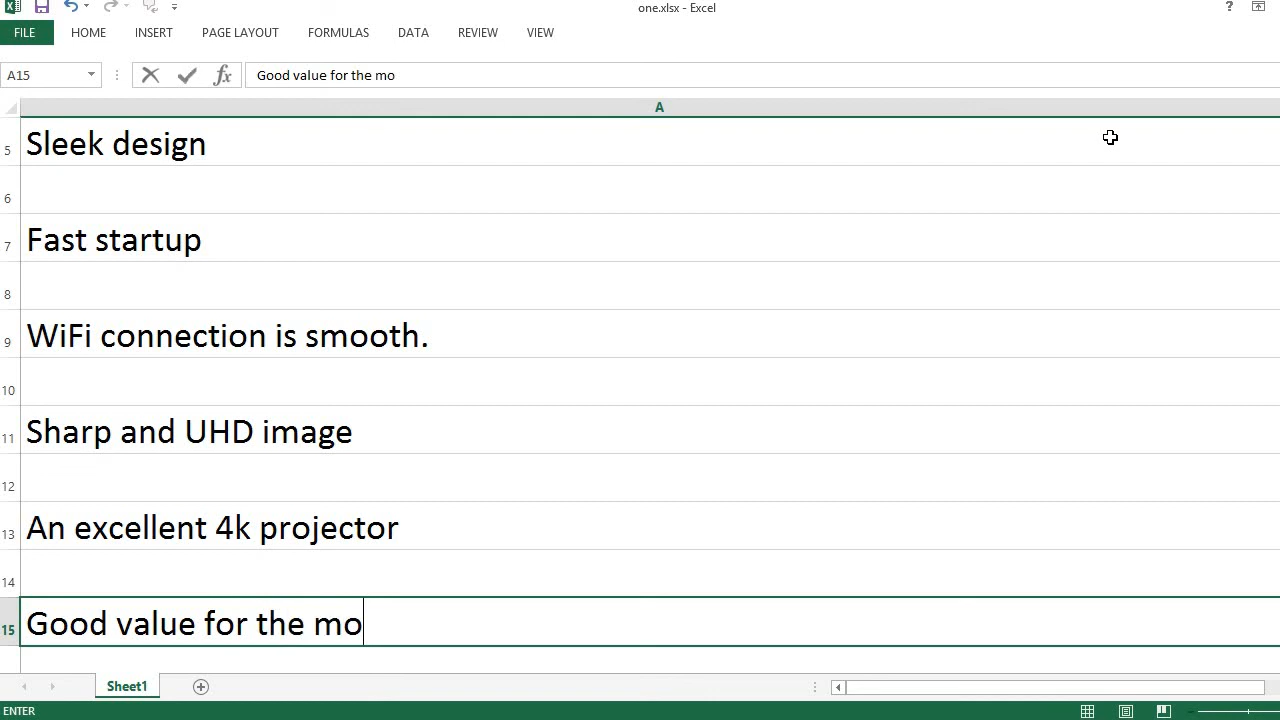 one.xlsx - Excel
FILE HOME INSERT PAGE LAYOUT FORMULAS DATA REVIEW VIEW
A15 fx Good value for the mo
A
5 Sleek design
6
7 Fast startup
8
9 WiFi connection is smooth.
10
11 Sharp and UHD image
12
13 An excellent 4k projector
14
15 Good value for the mo
Sheet1
ENTER